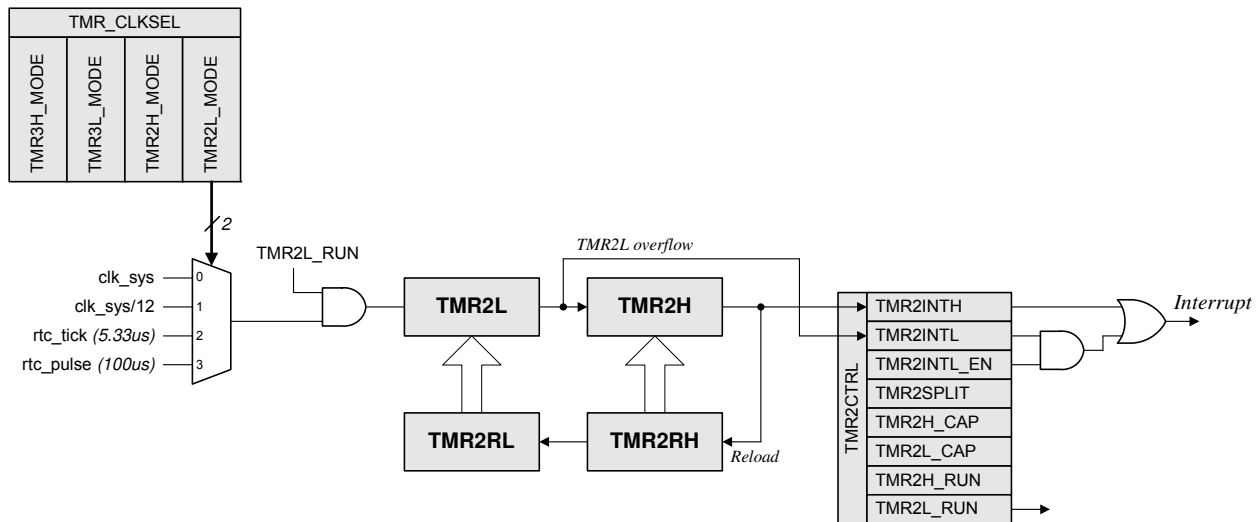 TMR_CLKSEL
TMR3H_MODE
TMR3L_MODE
TMR2H_MODE
TMR2L_MODE
2
TMR2L_RUN
TMR2L overflow
clk_sys
0
clk_sys/12
1
rtc_tick (5.33us)
2
rtc_pulse (100us)
3
TMR2L
TMR2H
TMR2RL
TMR2RH
Reload
TMR2CTRL
TMR2INTH
TMR2INTL
TMR2INTL_EN
TMR2SPLIT
TMR2H_CAP
TMR2L_CAP
TMR2H_RUN
TMR2L_RUN
Interrupt